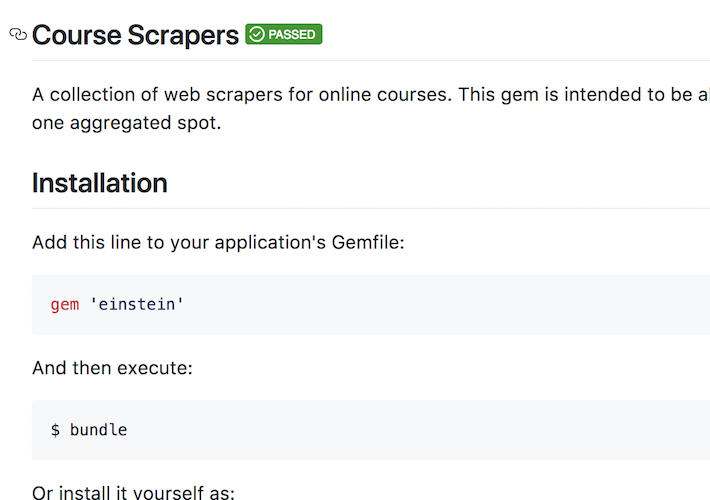 Course Scrapers PASSED
A collection of web scrapers for online courses. This gem is intended to be
one aggregated spot.
Installation
Add this line to your application's Gemfile:
gem 'einstein'
And then execute:
$ bundle
Or install it yourself as: